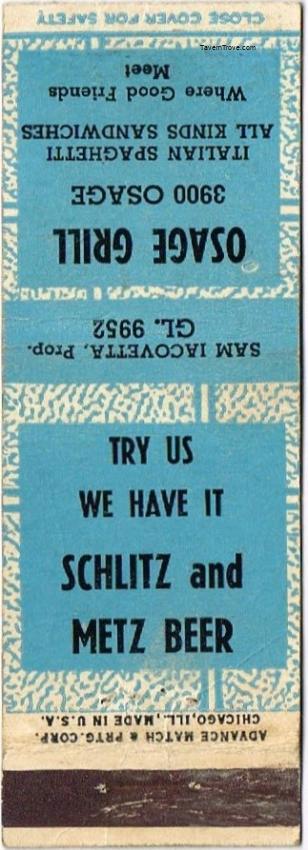 CLOSE COVER FOR SAFETY
TavernTrove.com
OSAGE GRILL
3900 OSAGE
ITALIAN SPAGHETTI
ALL KINDS SANDWICHES
Where Good Friends
Meet
SAM IACOVETTA, Prop.
GL. 9952
TRY US
WE HAVE IT
SCHLITZ and
METZ BEER
ADVANCE MATCH & PRTG. CORP.
CHICAGO, ILL., MADE IN U.S.A.